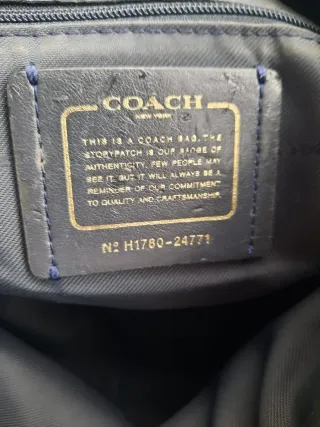 COACH
NEW YORK
THIS IS A COACH BAG. THE
STORYPATCH IS OUR BADGE OF
AUTHENTICITY. FEW PEOPLE MAY
SEE IT, BUT IT WILL ALWAYS BE A
REMINDER OF OUR COMMITMENT
TO QUALITY AND CRAFTSMANSHIP.
Nº H1760-24771